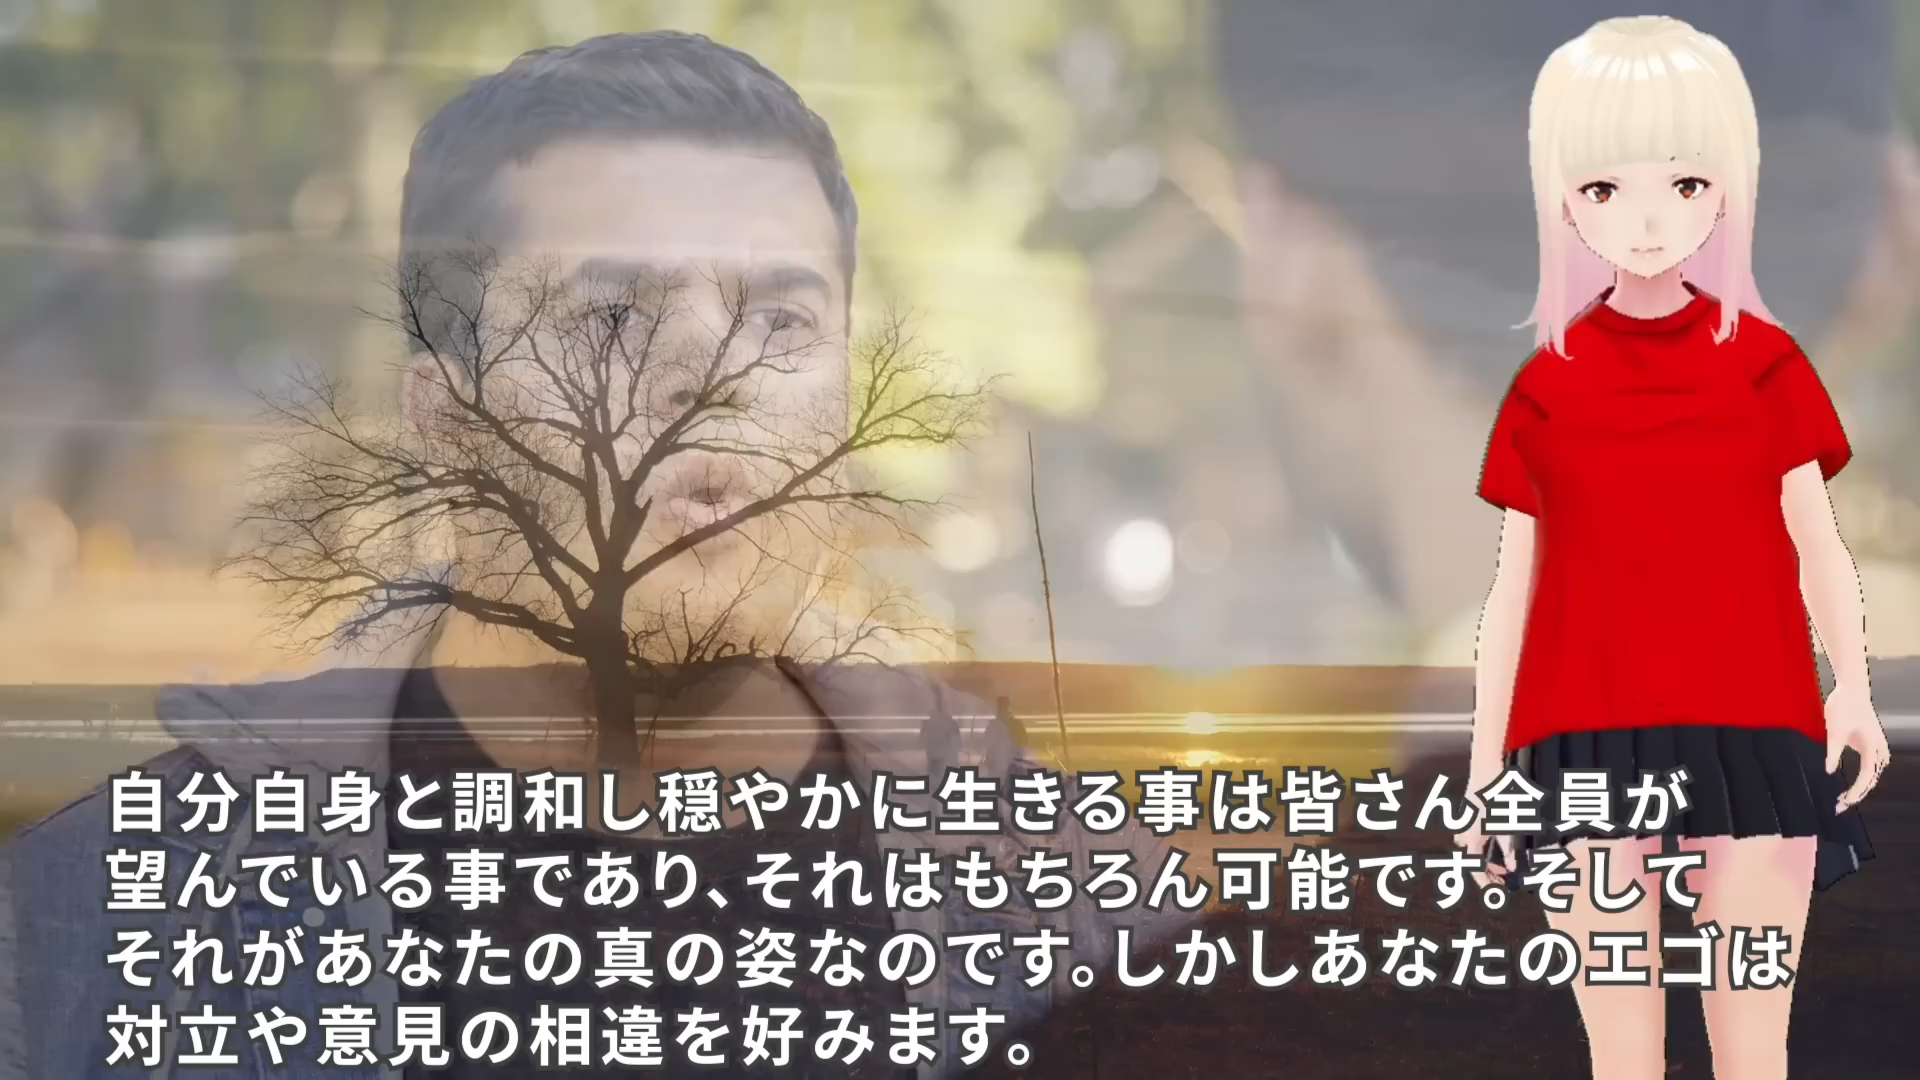 自分自身と調和し穏やかに生きる事は皆さん全員が
望んでいる事であり、それはもちろん可能です。そして
それがあなたの真の姿なのです。しかしあなたのエゴは
対立や意見の相違を好みます。